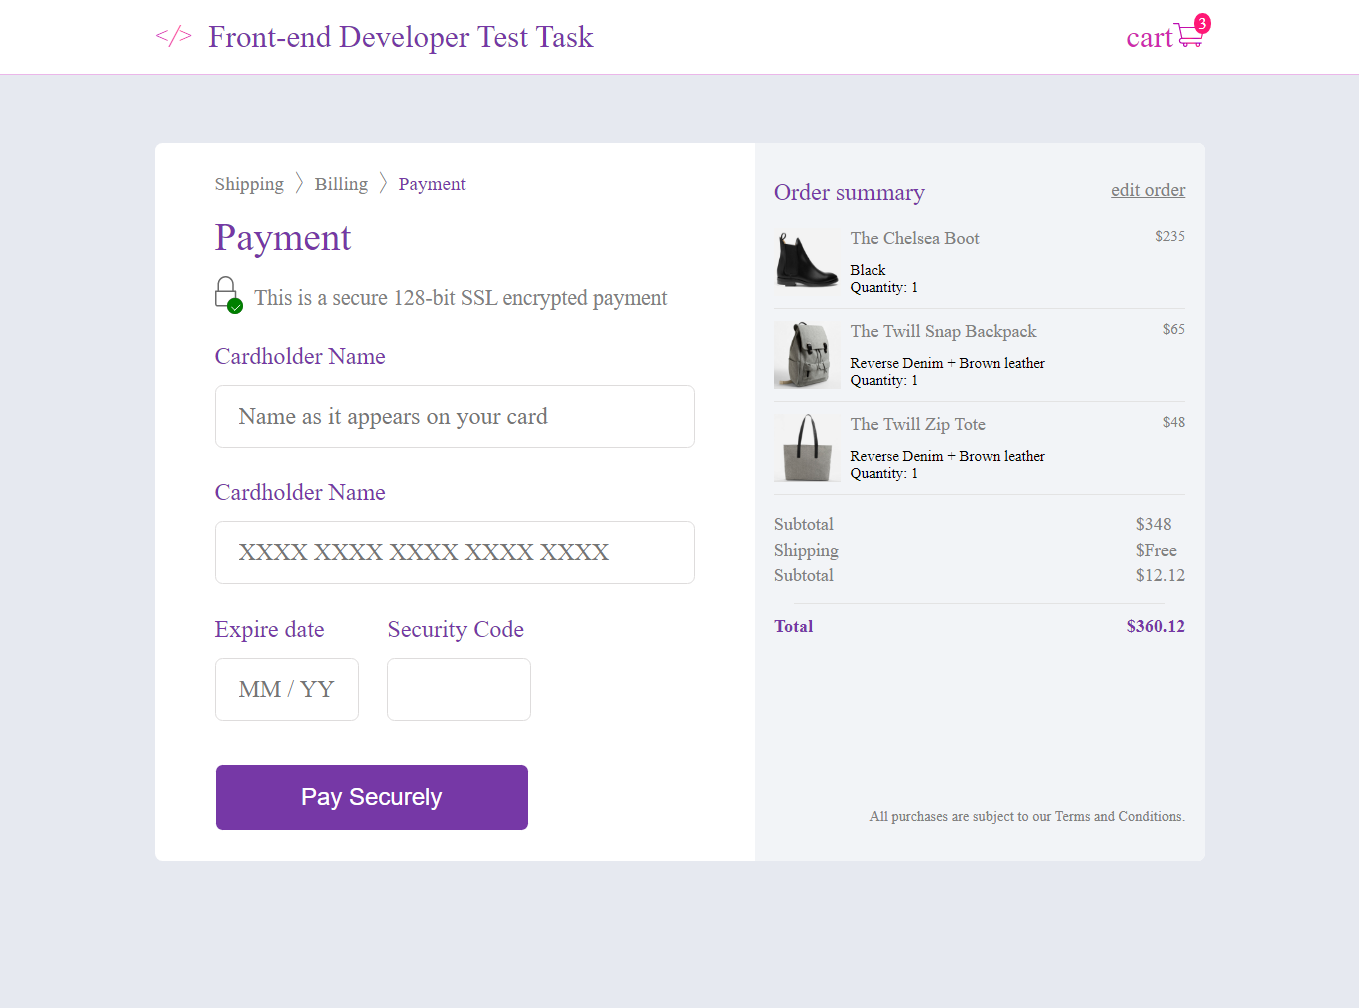 </> Front-end Developer Test Task
cart 3
Shipping Billing Payment
Payment
This is a secure 128-bit SSL encrypted payment
Cardholder Name
Name as it appears on your card
Cardholder Name
XXXX XXXX XXXX XXXX XXXX
Expire date Security Code
MM / YY
Pay Securely
Order summary edit order
The Chelsea Boot $235
Black
Quantity: 1
The Twill Snap Backpack $65
Reverse Denim + Brown leather
Quantity: 1
The Twill Zip Tote $48
Reverse Denim + Brown leather
Quantity: 1
Subtotal $348
Shipping $Free
Subtotal $12.12
Total $360.12
All purchases are subject to our Terms and Conditions.